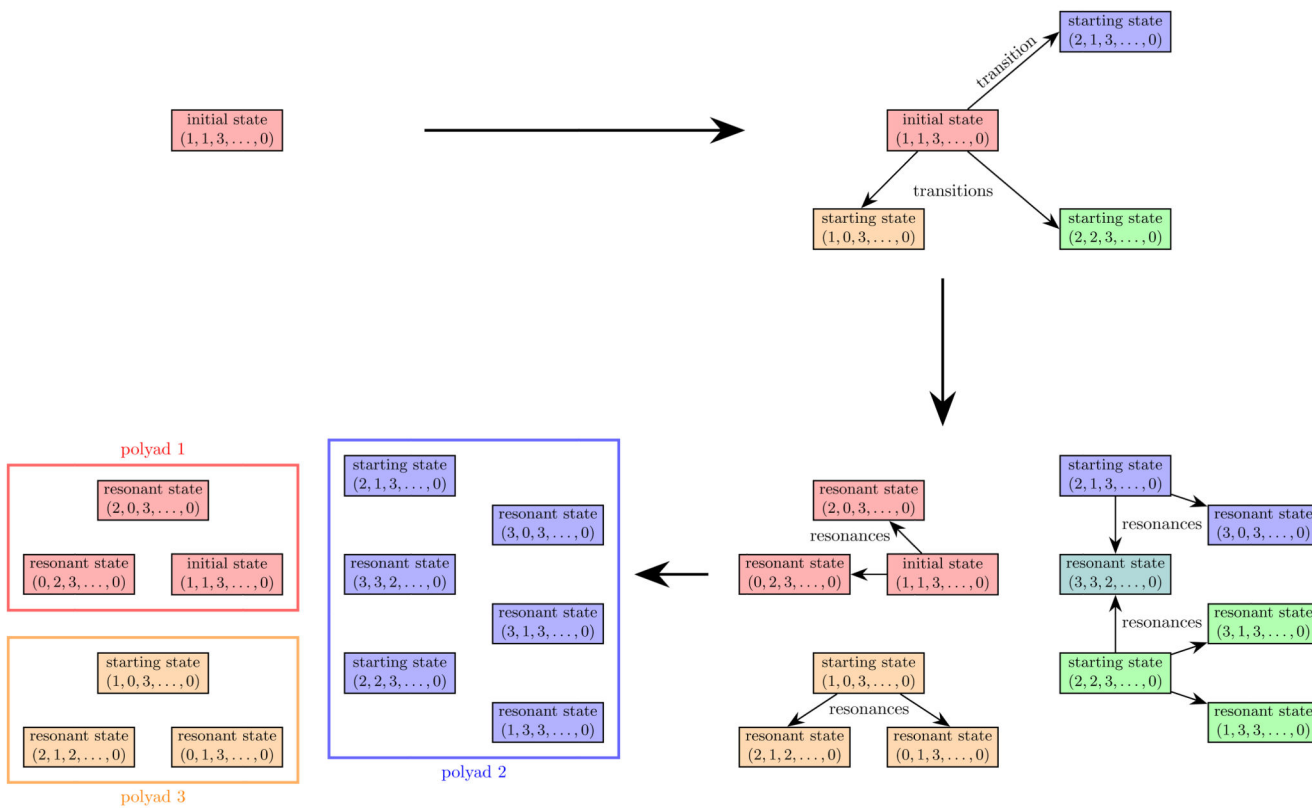 initial state
(1, 1, 3, . . . , 0)
starting state
(2, 1, 3, . . . , 0)
transition
initial state
(1, 1, 3, . . . , 0)
transitions
starting state
(1, 0, 3, . . . , 0)
starting state
(2, 2, 3, . . . , 0)
polyad 1
resonant state
(2, 0, 3, . . . , 0)
resonant state
(0, 2, 3, . . . , 0)
initial state
(1, 1, 3, . . . , 0)
starting state
(2, 1, 3, . . . , 0)
resonant state
(3, 0, 3, . . . , 0)
resonant state
(3, 3, 2, . . . , 0)
resonant state
(3, 1, 3, . . . , 0)
starting state
(2, 2, 3, . . . , 0)
resonant state
(1, 3, 3, . . . , 0)
polyad 2
starting state
(1, 0, 3, . . . , 0)
resonant state
(2, 1, 2, . . . , 0)
resonant state
(0, 1, 3, . . . , 0)
polyad 3
resonant state
(2, 0, 3, . . . , 0)
resonances
resonant state
(0, 2, 3, . . . , 0)
initial state
(1, 1, 3, . . . , 0)
starting state
(1, 0, 3, . . . , 0)
resonances
resonant state
(2, 1, 2, . . . , 0)
resonant state
(0, 1, 3, . . . , 0)
starting state
(2, 1, 3, . . . , 0)
resonances
resonant state
(3, 0, 3, . . . , 0)
resonant state
(3, 3, 2, . . . , 0)
resonances
resonant state
(3, 1, 3, . . . , 0)
starting state
(2, 2, 3, . . . , 0)
resonant state
(1, 3, 3, . . . , 0)